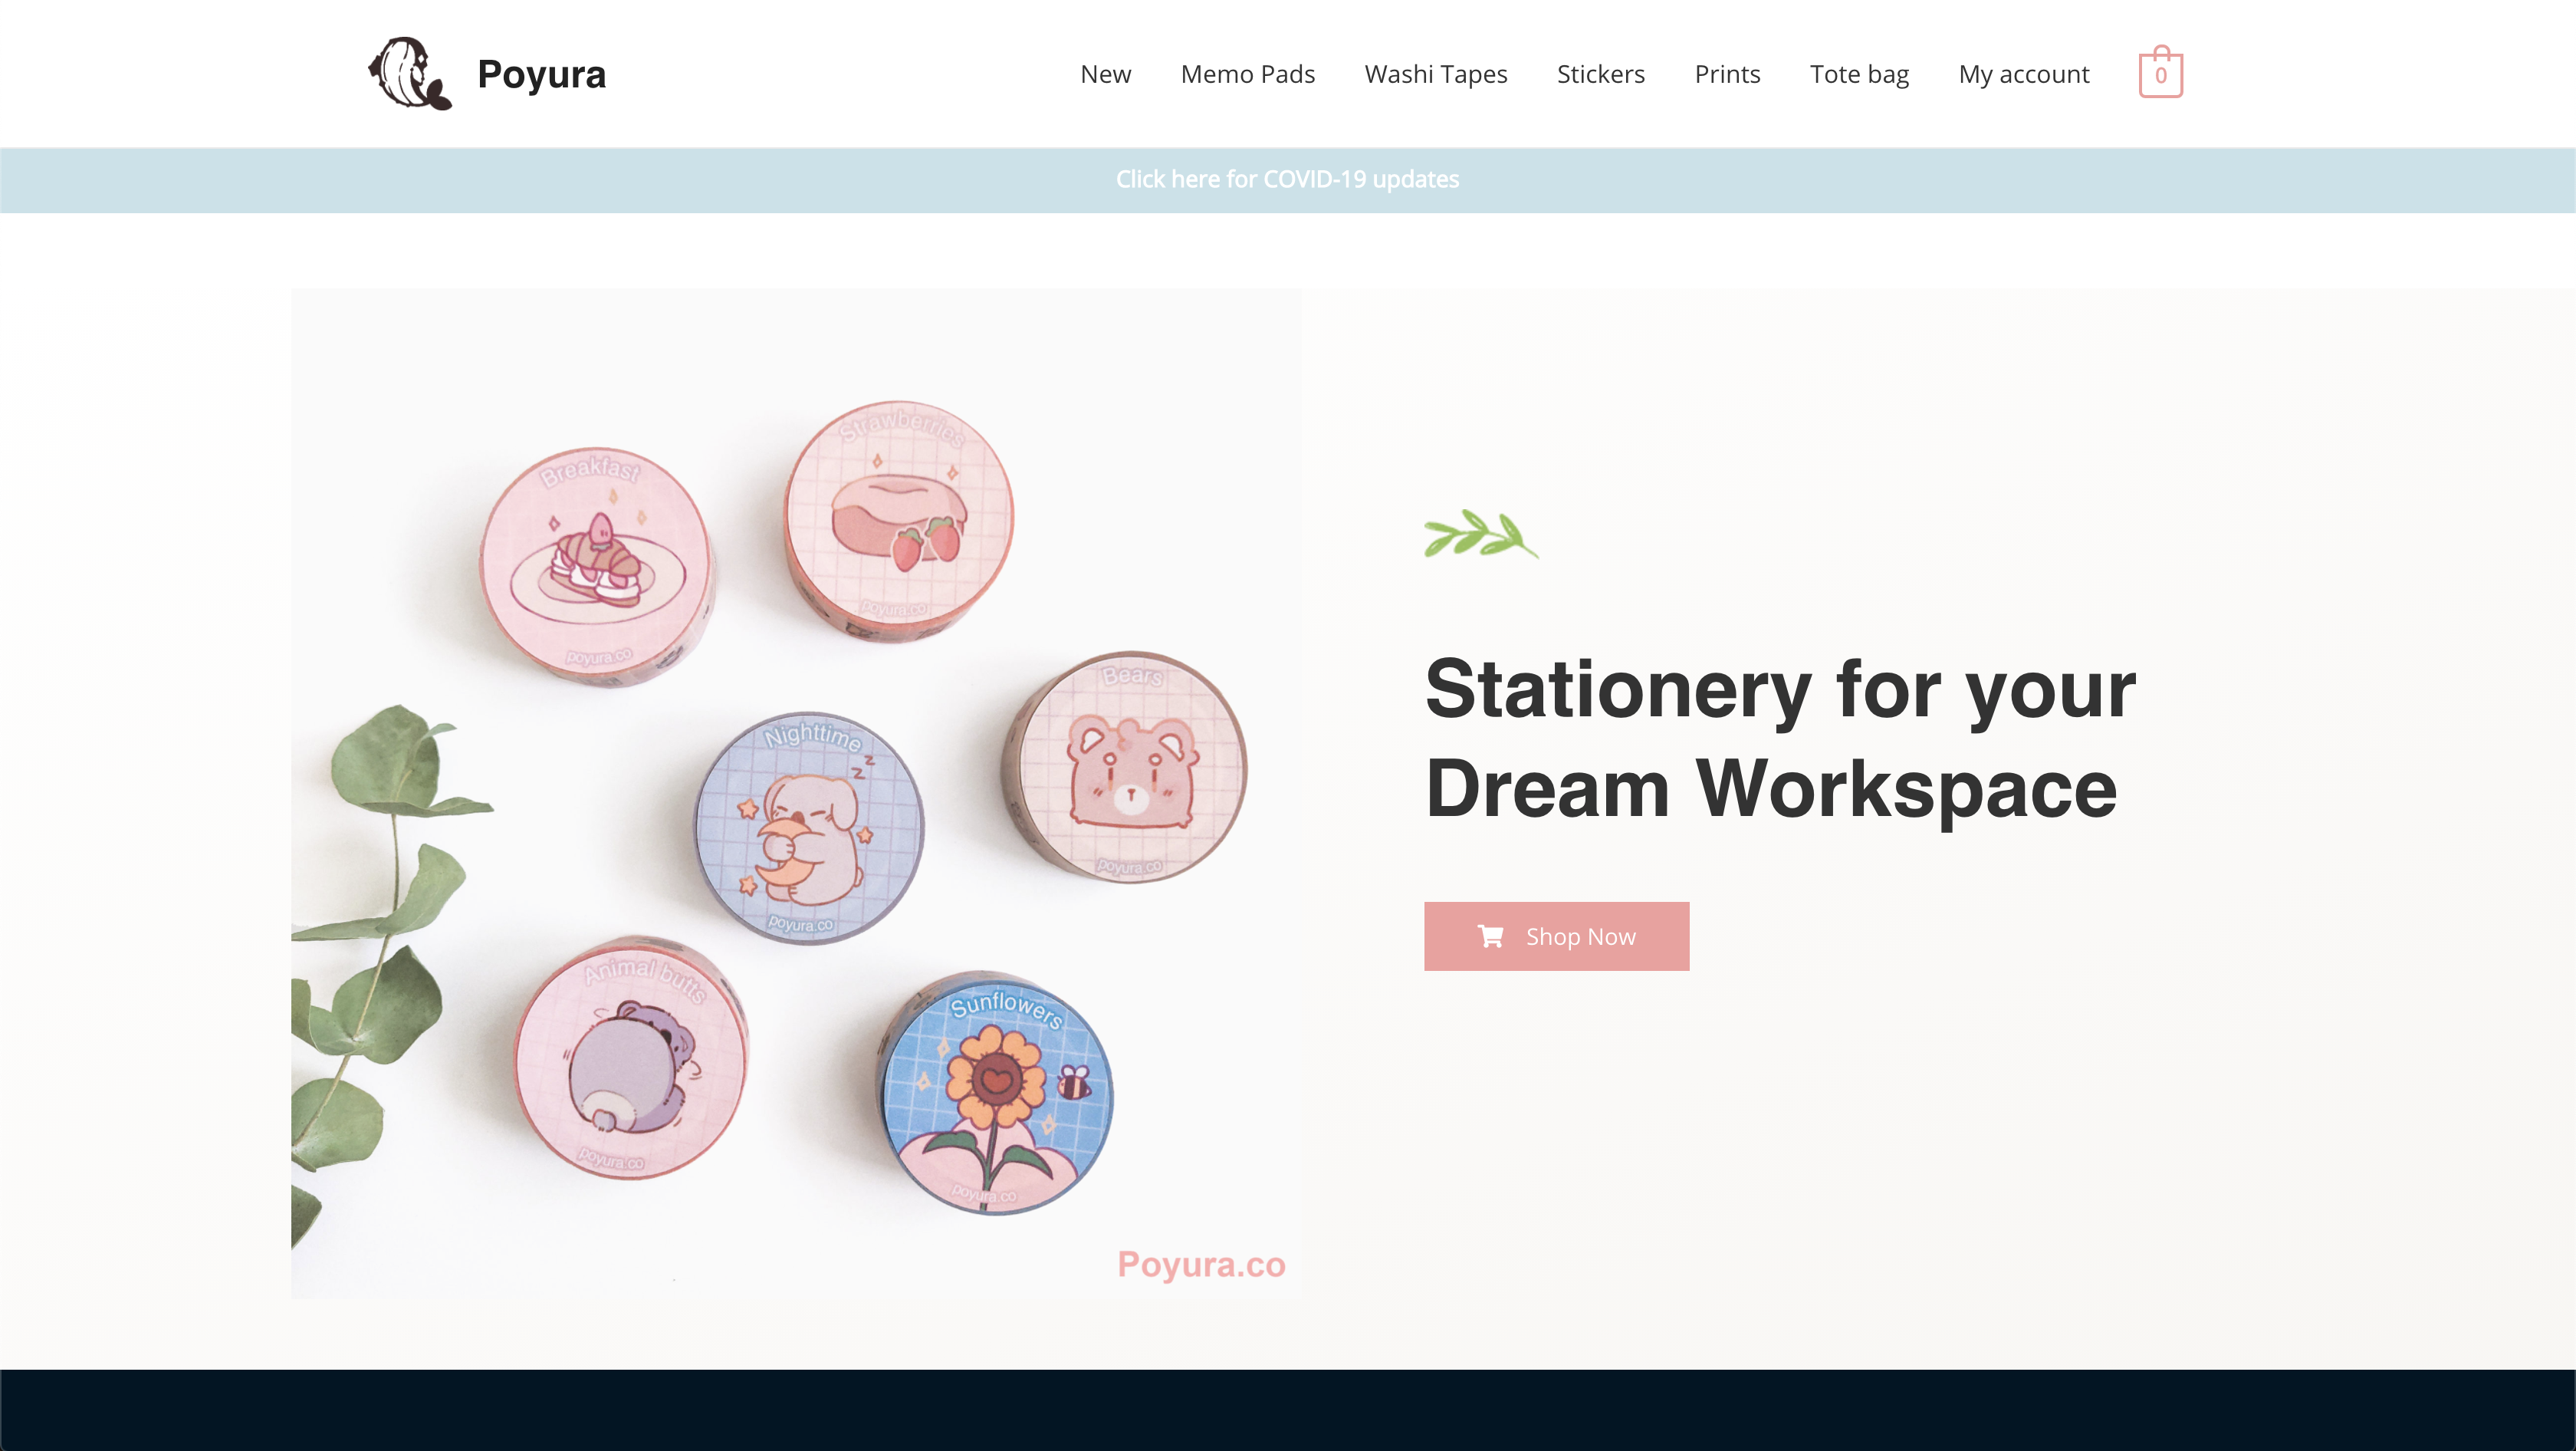 Poyura
New
Memo Pads
Washi Tapes
Stickers
Prints
Tote bag
My account
0
Click here for COVID-19 updates
Strawberries
poyura.co
Breakfast
poyura.co
Bears
poyura.co
Nighttime
z z
poyura.co
Animal butts
poyura.co
Sunflowers
poyura.co
Poyura.co
Stationery for your
Dream Workspace
Shop Now